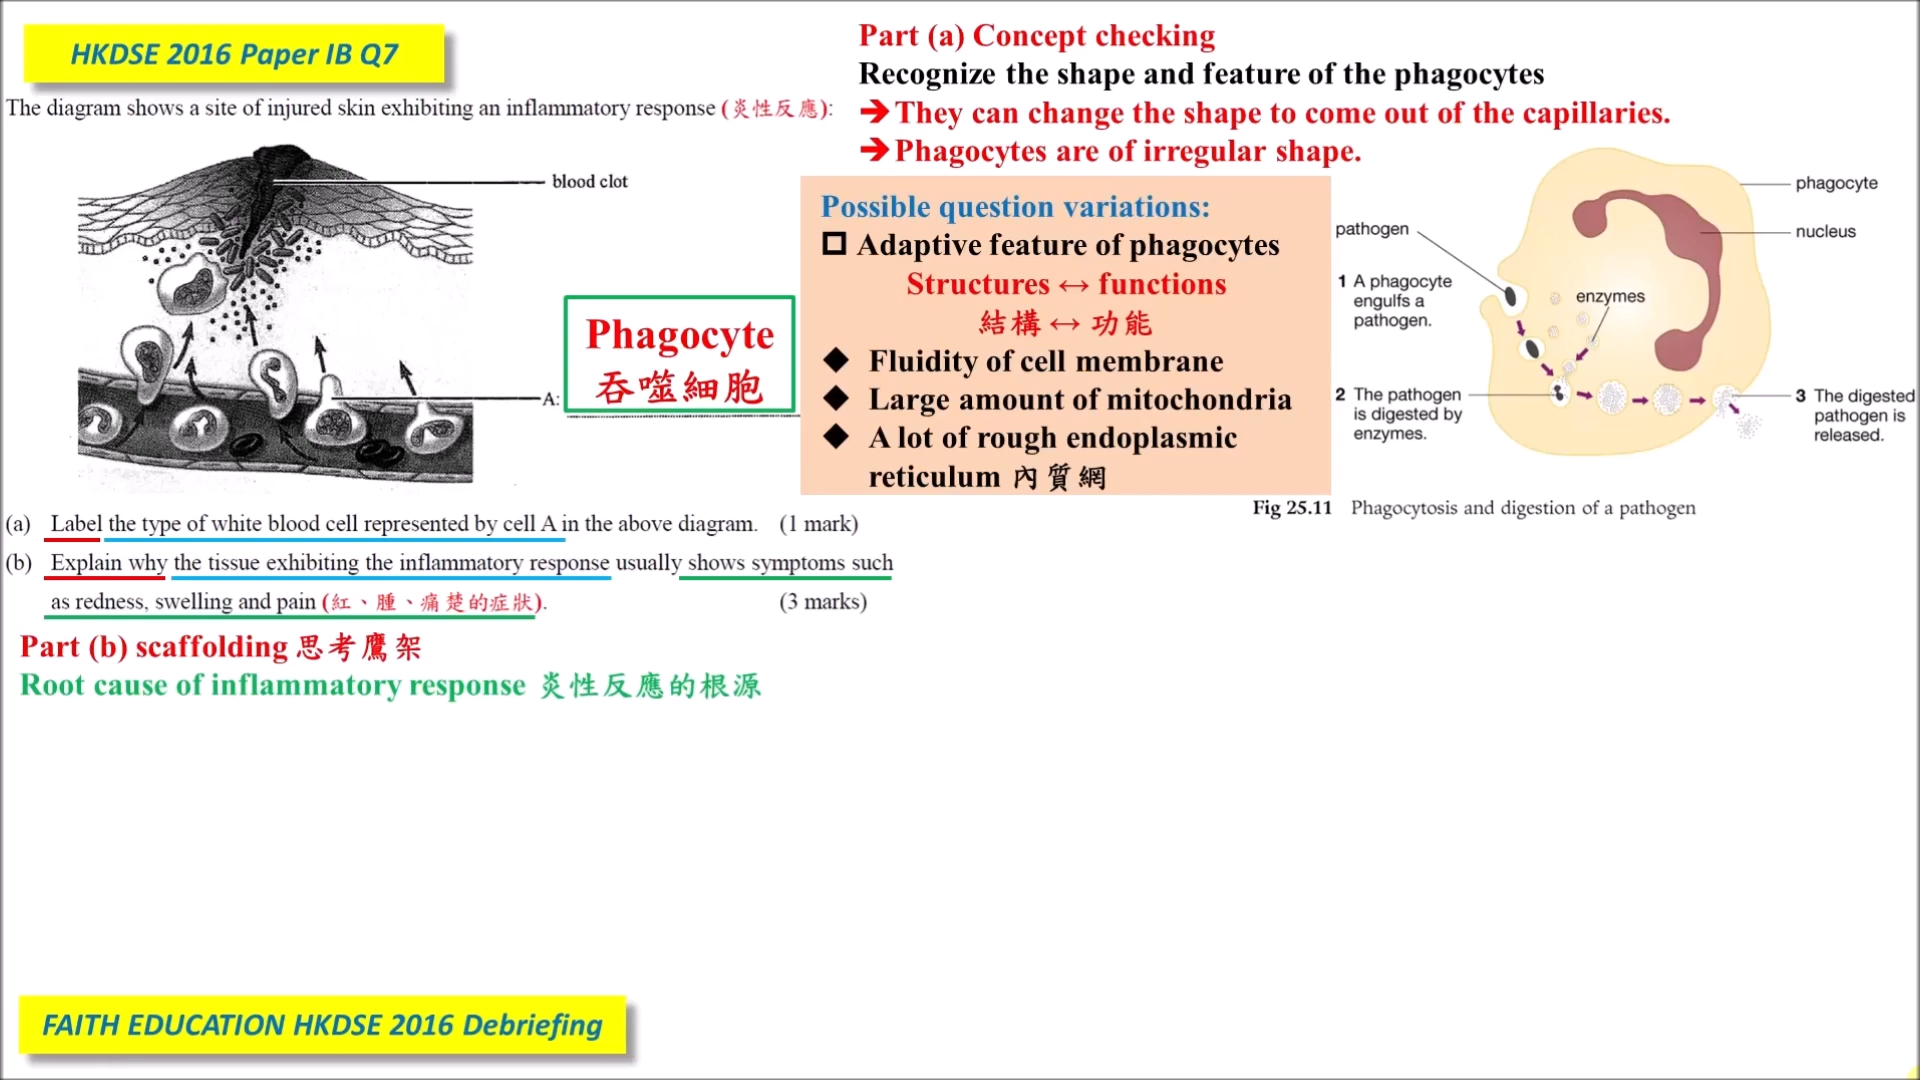 HKDSE 2016 Paper IB Q7
The diagram shows a site of injured skin exhibiting an inflammatory response (炎性反應):
blood clot
A:
Phagocyte
吞噬細胞
Part (a) Concept checking
Recognize the shape and feature of the phagocytes
➔ They can change the shape to come out of the capillaries.
➔ Phagocytes are of irregular shape.
Possible question variations:
❑ Adaptive feature of phagocytes
Structures ↔ functions
結構 ↔ 功能
◆ Fluidity of cell membrane
◆ Large amount of mitochondria
◆ A lot of rough endoplasmic
reticulum 內質網
phagocyte
nucleus
pathogen
enzymes
1 A phagocyte
engulfs a
pathogen.
2 The pathogen
is digested by
enzymes.
3 The digested
pathogen is
released.
Fig 25.11 Phagocytosis and digestion of a pathogen
(a) Label the type of white blood cell represented by cell A in the above diagram. (1 mark)
(b) Explain why the tissue exhibiting the inflammatory response usually shows symptoms such
as redness, swelling and pain (紅、腫、痛楚的症狀). (3 marks)
Part (b) scaffolding 思考鷹架
Root cause of inflammatory response 炎性反應的根源
FAITH EDUCATION HKDSE 2016 Debriefing